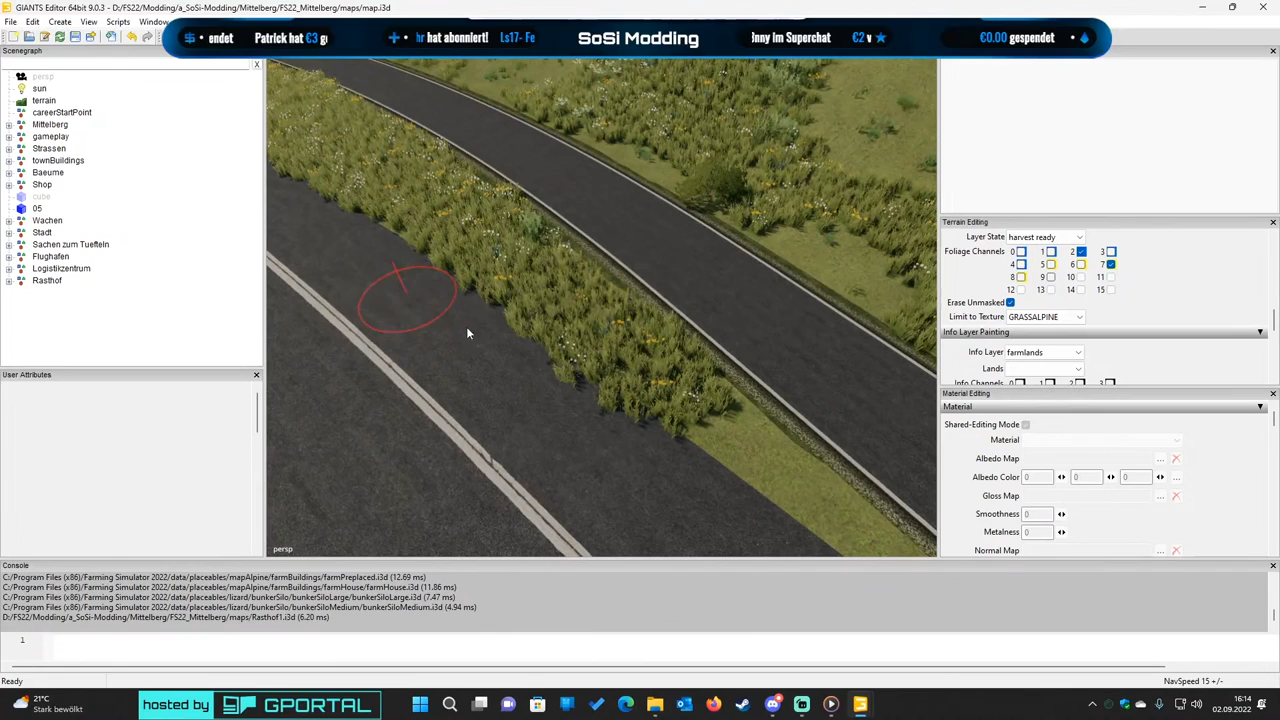 GIANTS Editor 64bit 9.0.3 - D:/FS22/Modding/a_SoSi-Modding/Mittelberg/FS22_Mittelberg/maps/map.i3d
File Edit Create View Scripts Window
endet Patrick hat €3 hr hat abonniert! Ls17- Fe SoSi Modding nny im Superchat €2 €0.00 gespendet
Scenegraph
X
persp
sun
terrain
careerStartPoint
Mittelberg
gameplay
Strassen
townBuildings
Baeume
Shop
cube
05
Wachen
Stadt
Sachen zum Tuefteln
Flughafen
Logistikzentrum
Rasthof
User Attributes
persp
Terrain Editing
Layer State harvest ready
Foliage Channels 0 1 2 3
4 5 6 7
8 9 10 11
12 13 14 15
Erase Unmasked
Limit to Texture GRASSALPINE
Info Layer Painting
Info Layer farmlands
Lands
Info Channels 0 1 2 3
Material Editing
Material
Shared-Editing Mode
Material
Albedo Map ...
Albedo Color 0 0 0 ...
Gloss Map ...
Smoothness 0
Metalness 0
Normal Map ...
Console
C:/Program Files (x86)/Farming Simulator 2022/data/placeables/mapAlpine/farmBuildings/farmPreplaced.i3d (12.69 ms)
C:/Program Files (x86)/Farming Simulator 2022/data/placeables/mapAlpine/farmBuildings/farmHouse/farmHouse.i3d (11.86 ms)
C:/Program Files (x86)/Farming Simulator 2022/data/placeables/lizard/bunkerSilo/bunkerSiloLarge/bunkerSiloLarge.i3d (7.47 ms)
C:/Program Files (x86)/Farming Simulator 2022/data/placeables/lizard/bunkerSilo/bunkerSiloMedium/bunkerSiloMedium.i3d (4.94 ms)
D:/FS22/Modding/a_SoSi-Modding/Mittelberg/FS22_Mittelberg/maps/Rasthof1.i3d (6.20 ms)
1
Ready
NavSpeed 15 +/-
21°C
Stark bewölkt
hosted by GPORTAL
16:14
02.09.2022